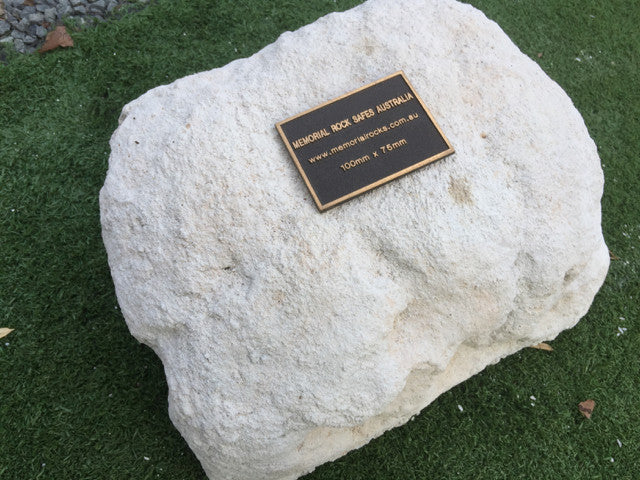 MEMORIAL ROCK SAFES AUSTRALIA
www.memorialrocks.com.au
100mm x 75mm